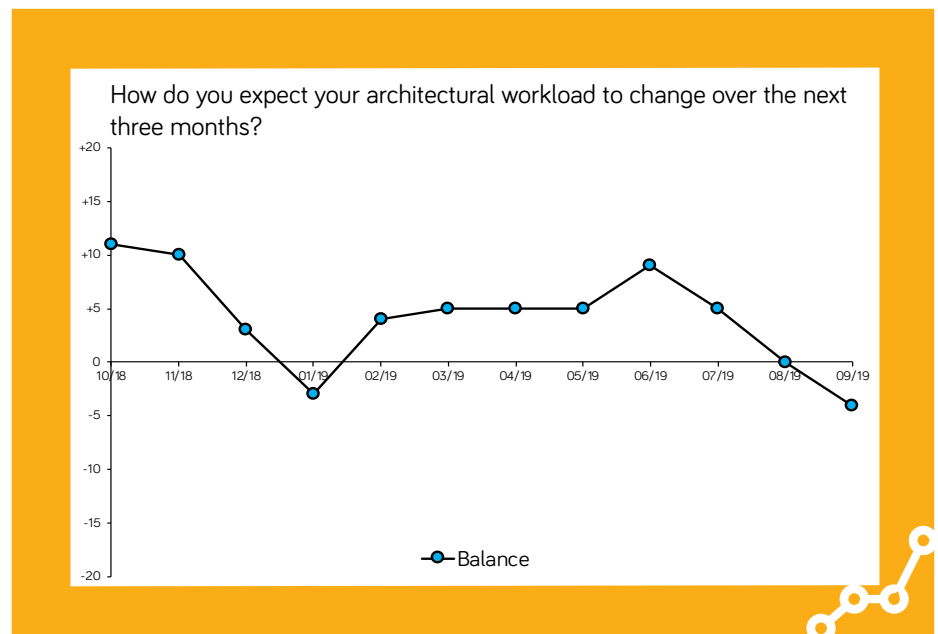 How do you expect your architectural workload to change over the next
three months?
+20
+15
+10
+5
0
10/18 11/18 12/18 01/19 02/19 03/19 04/19 05/19 06/19 07/19 08/19 09/19
-5
-10
-15
Balance
-20